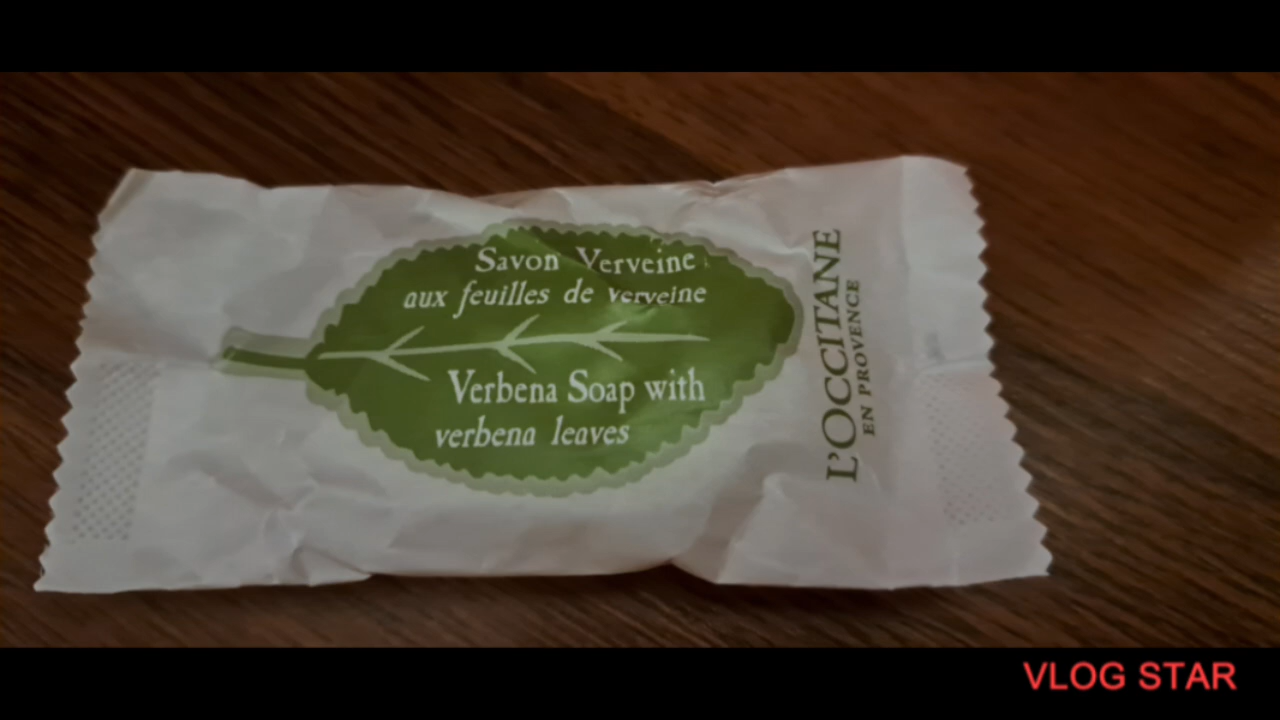 Savon Verveine
aux feuilles de verveine
Verbena Soap with
verbena leaves
L'OCCITANE
EN PROVENCE
VLOG STAR